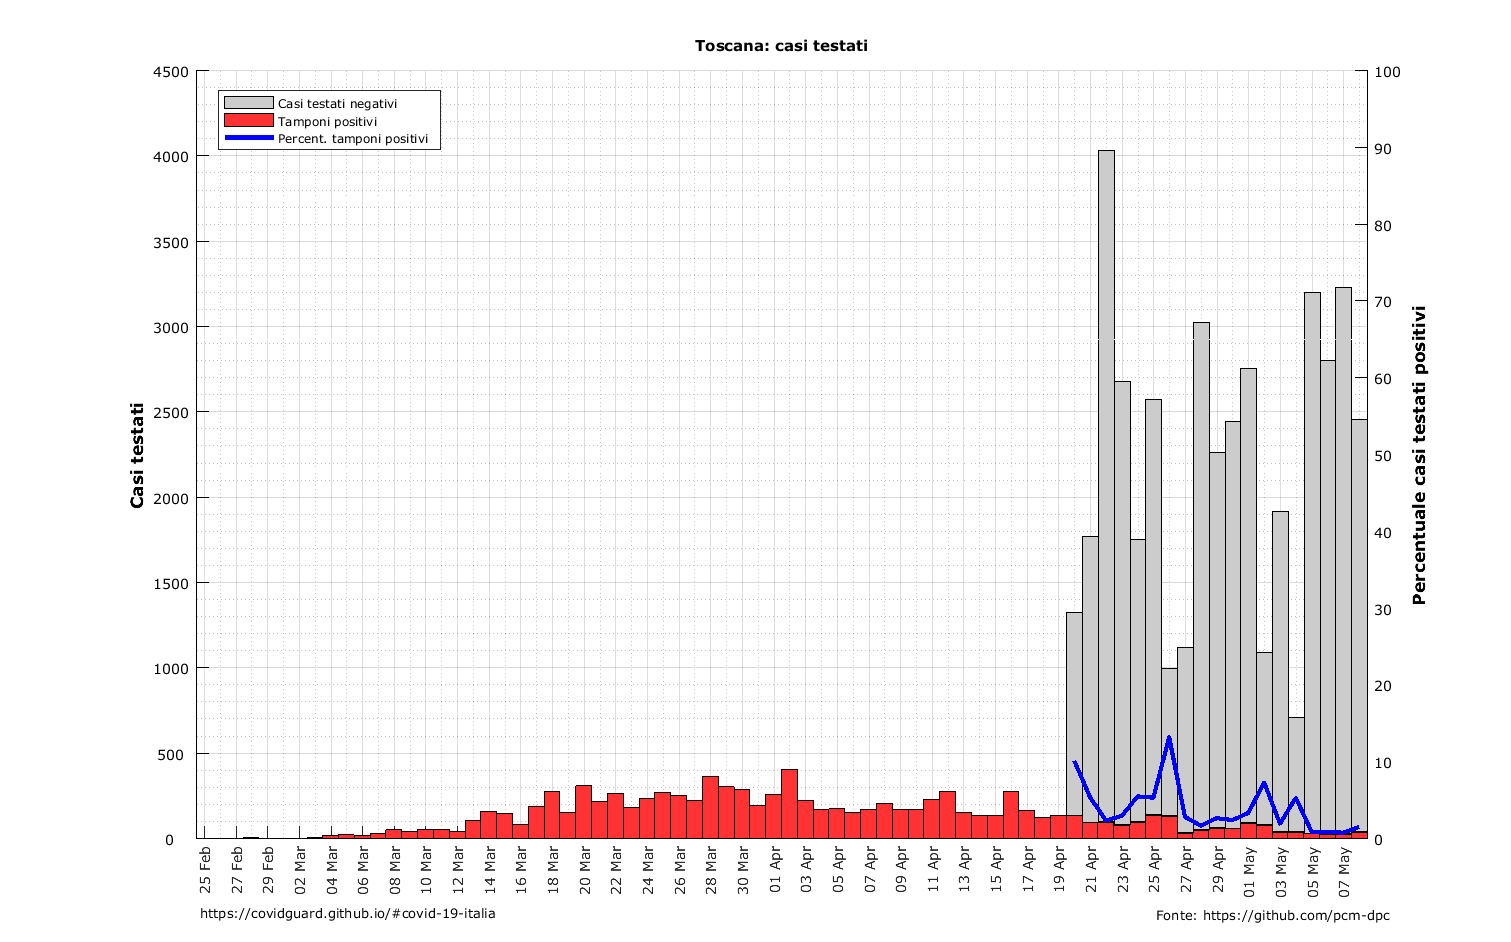 Toscana: casi testati
Casi testati negativi
Tamponi positivi
Percent. tamponi positivi
Casi testati
4500
4000
3500
3000
2500
2000
1500
1000
500
0
100
90
80
70
60
50
40
30
20
10
0
Percentuale casi testati positivi
25 Feb
27 Feb
29 Feb
02 Mar
04 Mar
06 Mar
08 Mar
10 Mar
12 Mar
14 Mar
16 Mar
18 Mar
20 Mar
22 Mar
24 Mar
26 Mar
28 Mar
30 Mar
01 Apr
03 Apr
05 Apr
07 Apr
09 Apr
11 Apr
13 Apr
15 Apr
17 Apr
19 Apr
21 Apr
23 Apr
25 Apr
27 Apr
29 Apr
01 May
03 May
05 May
07 May
https://covidguard.github.io/#covid-19-italia
Fonte: https://github.com/pcm-dpc